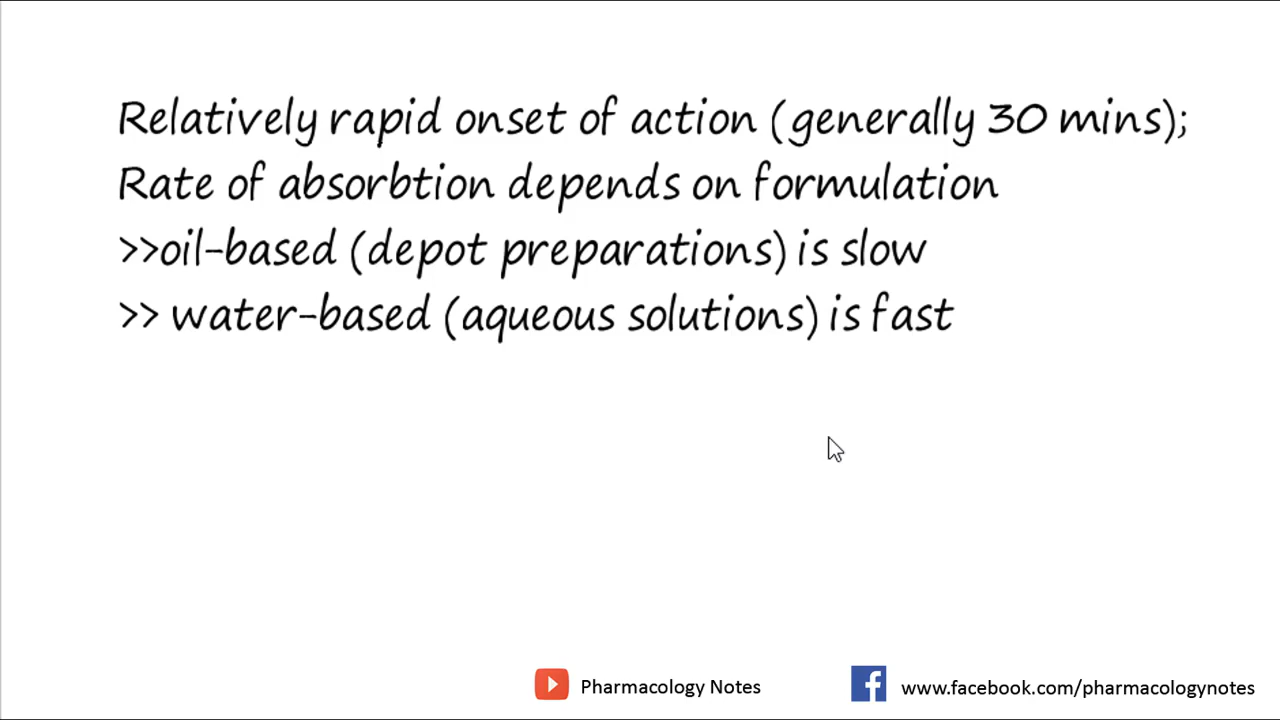 Relatively rapid onset of action (generally 30 mins);
Rate of absorbtion depends on formulation
>>oil-based (depot preparations) is slow
>> water-based (aqueous solutions) is fast
Pharmacology Notes
www.facebook.com/pharmacologynotes